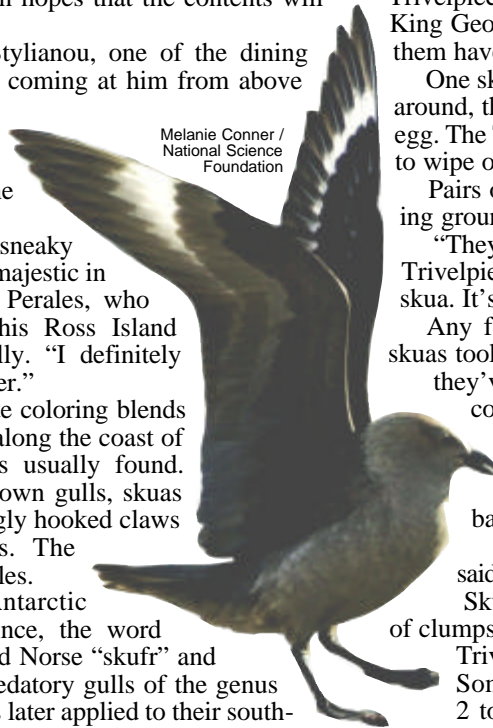 n hopes that the contents will
Stylianou, one of the dining
coming at him from above
Melanie Conner /
National Science
Foundation
ne
sneaky
majestic in
Perales, who
his Ross Island
lly. “I definitely
er.”
te coloring blends
along the coast of
s usually found.
own gulls, skuas
gly hooked claws
s. The
les.
Antarctic
nce, the word
d Norse “skufr” and
edatory gulls of the genus
s later applied to their south-
King Geo
them have
One sk
around, th
egg. The
to wipe o
Pairs o
ing groun
“They
Trivelpie
skua. It’s
Any f
skuas took
they’v
co
ba
said
Sk
of clumps
Triv
Son
2 to